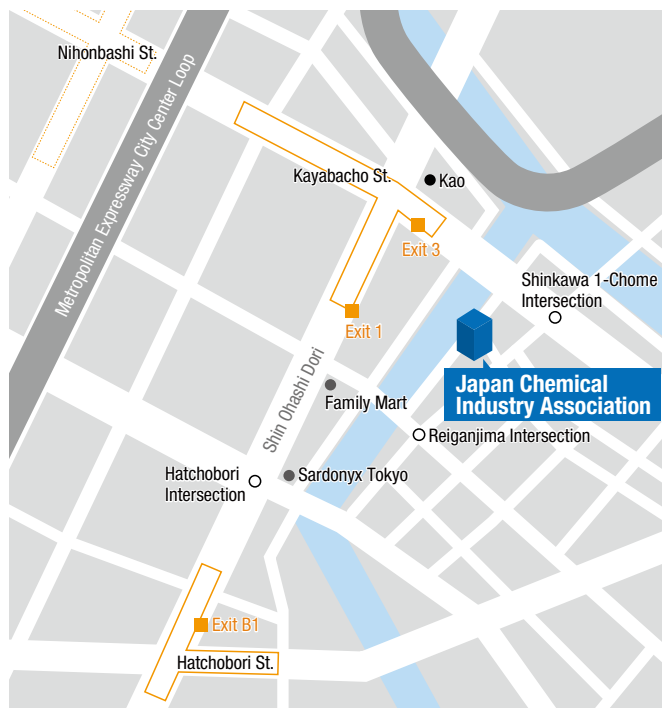 Nihonbashi St.
Metropolitan Expressway City Center Loop
Kayabacho St.
Kao
Exit 3
Shinkawa 1-Chome
Intersection
Exit 1
Shin Ohashi Dori
Japan Chemical
Industry Association
Family Mart
Reiganjima Intersection
Hatchobori
Intersection
Sardonyx Tokyo
Exit B1
Hatchobori St.